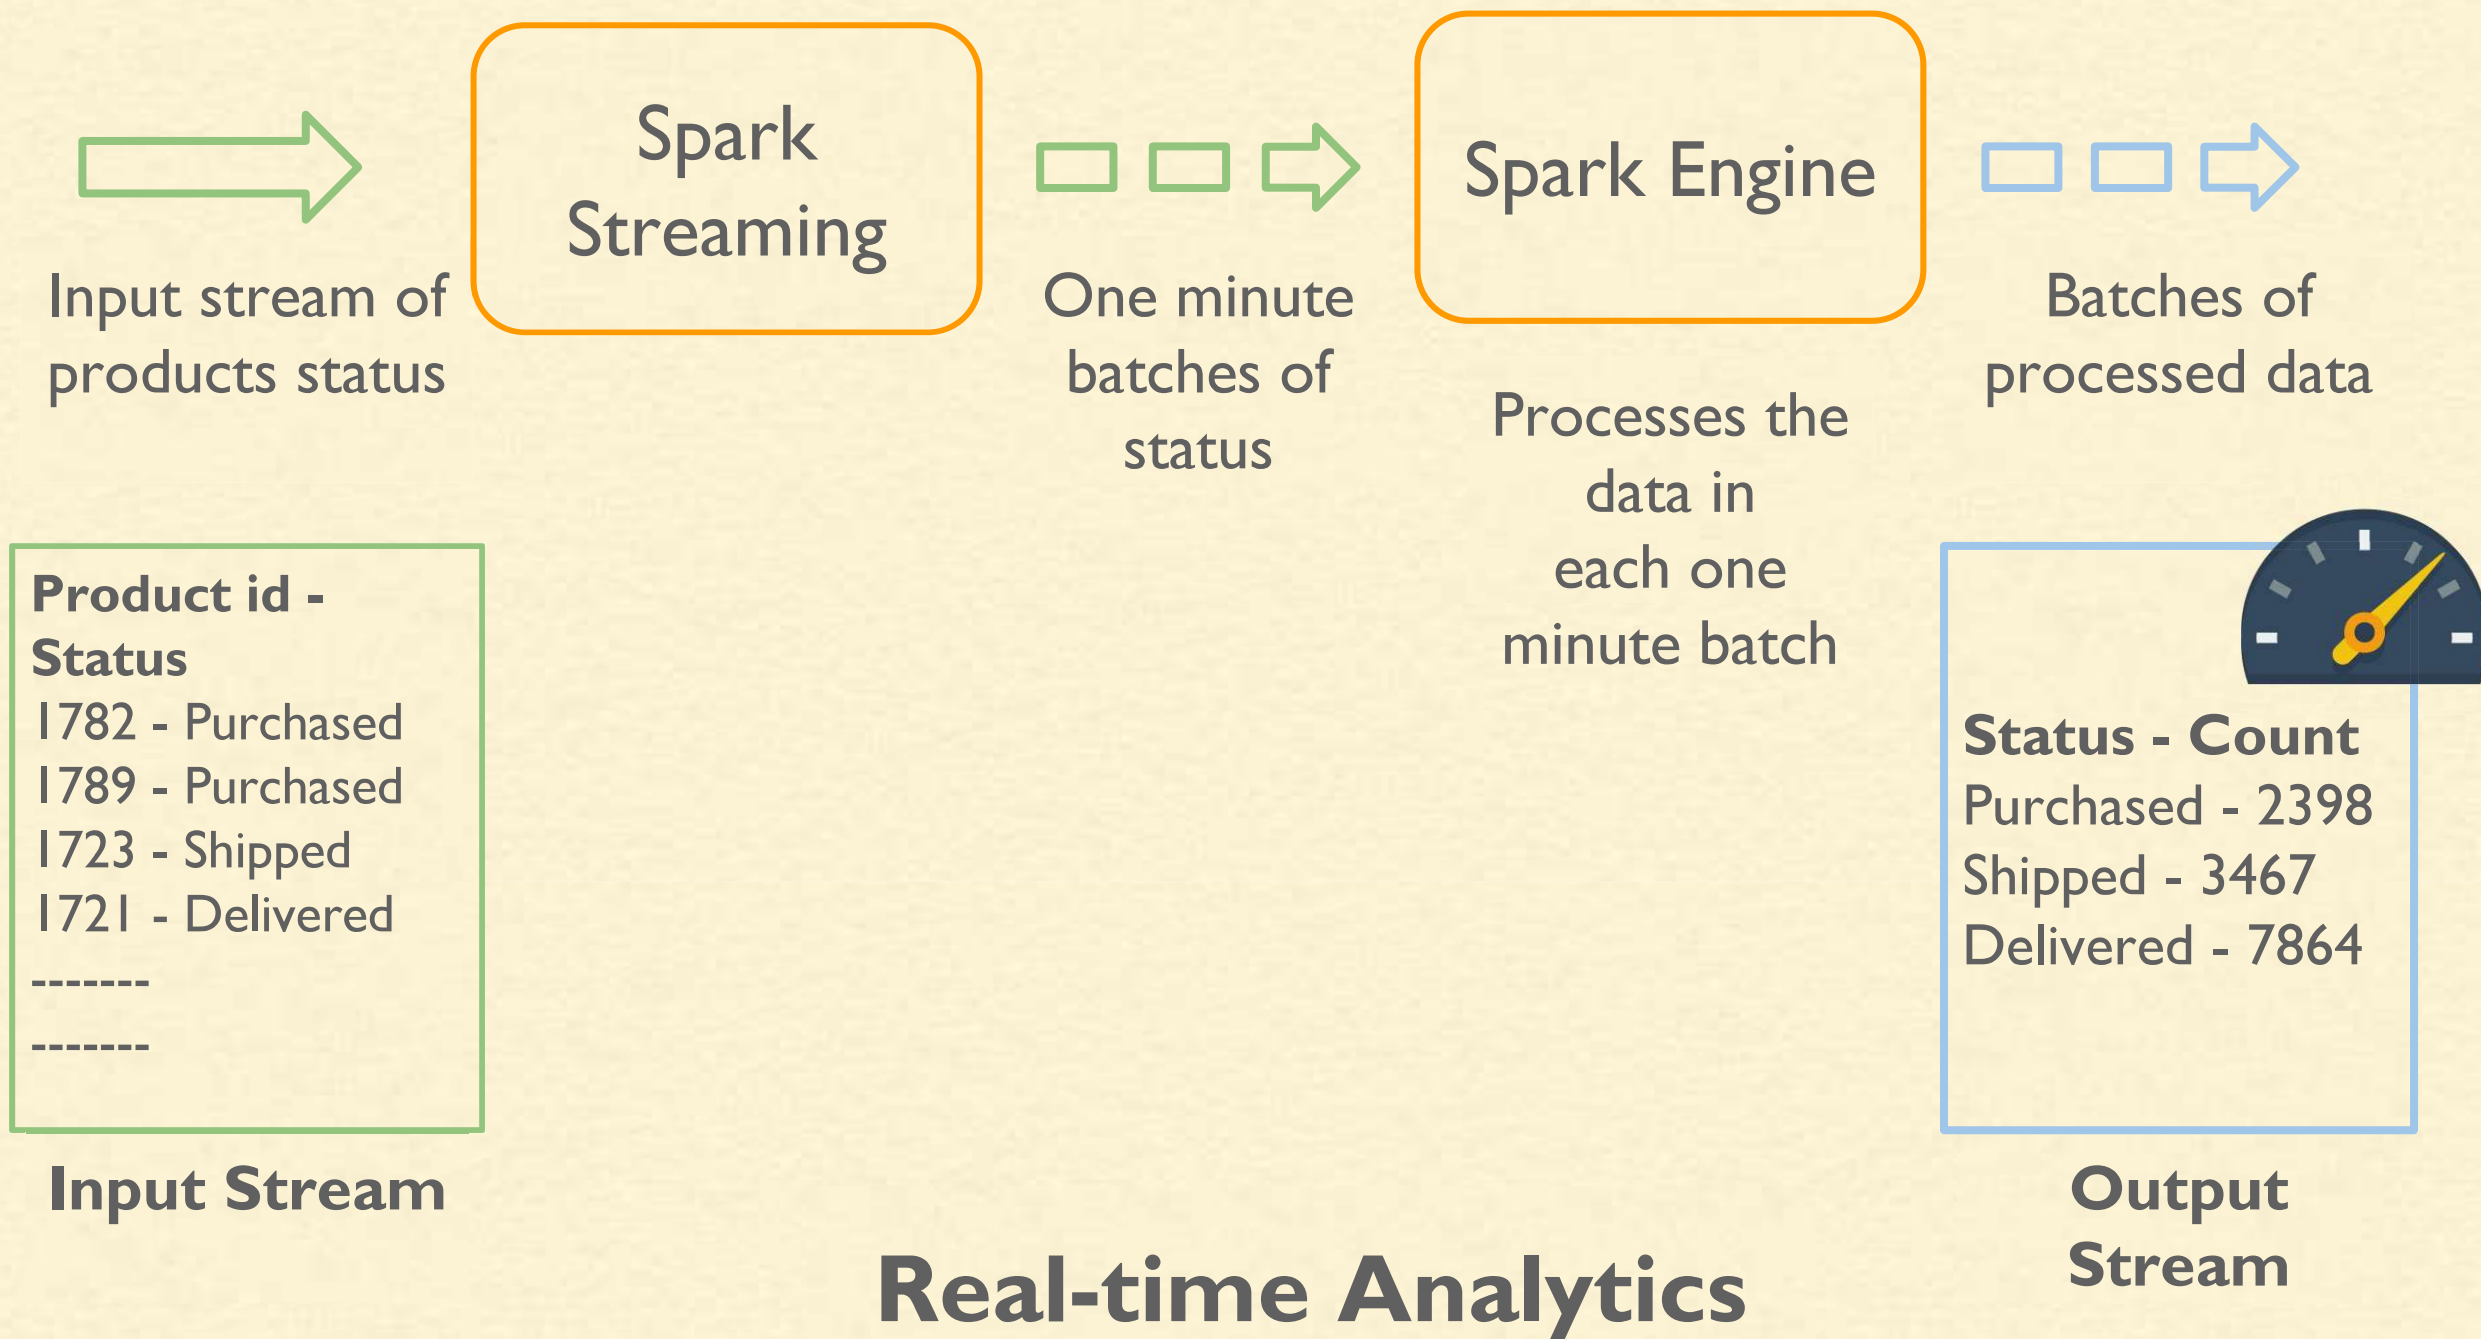 Spark
Streaming
Spark Engine
Input stream of
products status
One minute
batches of
status
Processes the
data in
each one
minute batch
Batches of
processed data
Product id -
Status
1782 - Purchased
1789 - Purchased
1723 - Shipped
1721 - Delivered
-------
-------
Input Stream
Status - Count
Purchased - 2398
Shipped - 3467
Delivered - 7864
Output
Stream
Real-time Analytics